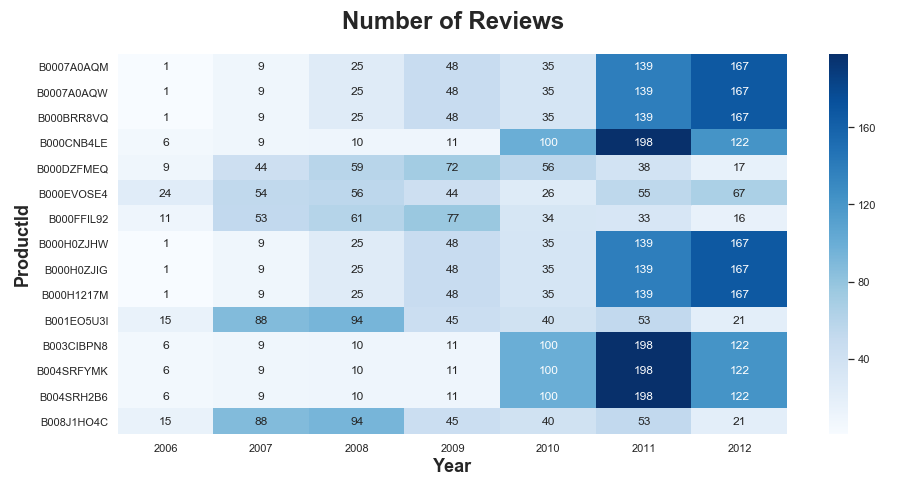 Number of Reviews
B0007A0AQM 1 9 25 48 35 139 167
B0007A0AQW 1 9 25 48 35 139 167
B000BRR8VQ 1 9 25 48 35 139 167
B000CNB4LE 6 9 10 11 100 198 122
B000DZFMEQ 9 44 59 72 56 38 17
B000EVOSE4 24 54 56 44 26 55 67
B000FFIL92 11 53 61 77 34 33 16
B000H0ZJHW 1 9 25 48 35 139 167
B000H0ZJIG 1 9 25 48 35 139 167
B000H1217M 1 9 25 48 35 139 167
B001EO5U3I 15 88 94 45 40 53 21
B003CIBPN8 6 9 10 11 100 198 122
B004SRFYMK 6 9 10 11 100 198 122
B004SRH2B6 6 9 10 11 100 198 122
B008J1HO4C 15 88 94 45 40 53 21
2006 2007 2008 2009 2010 2011 2012
Year
ProductId
160
120
80
40